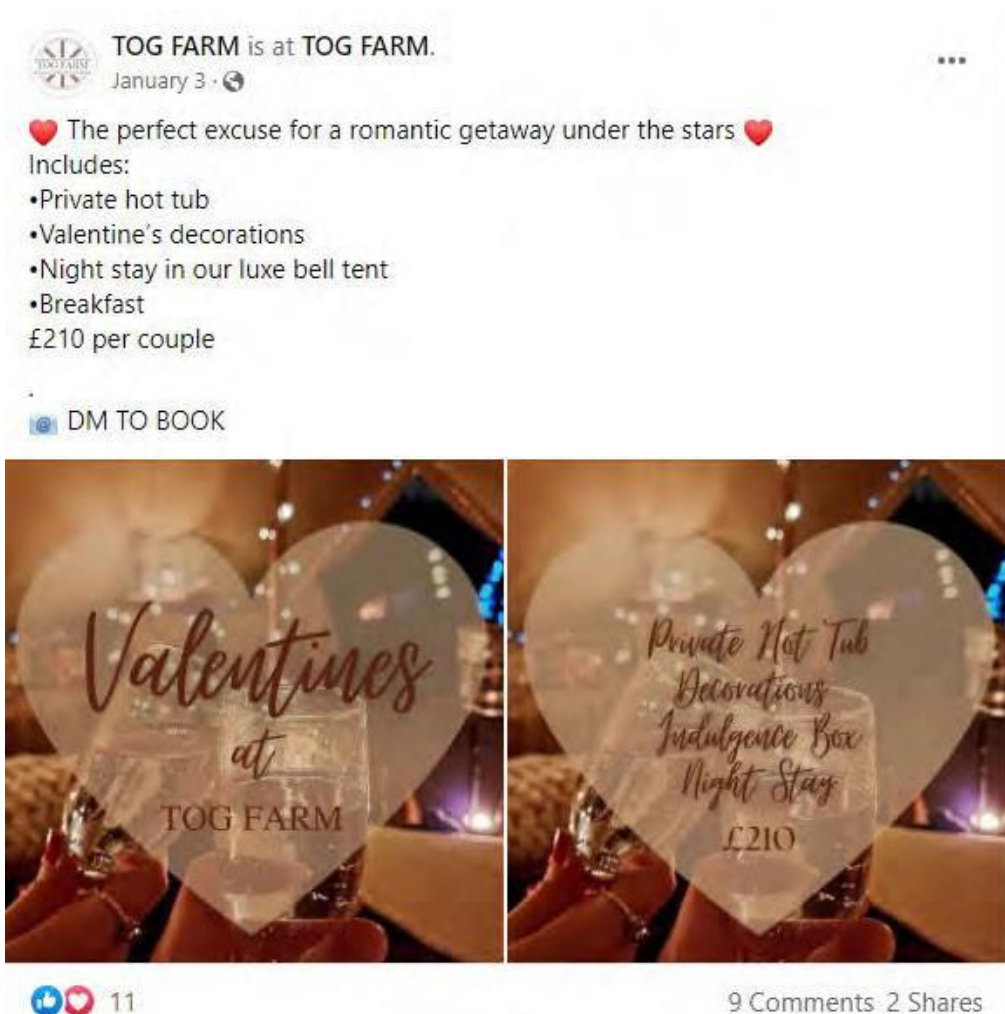 TOG FARM is at TOG FARM.
TOG FARM
January 3 ·
The perfect excuse for a romantic getaway under the stars
Includes:
•Private hot tub
•Valentine's decorations
•Night stay in our luxe bell tent
•Breakfast
£210 per couple
.
DM TO BOOK
Valentines
at
TOG FARM
Private Hot Tub
Decorations
Indulgence Box
Night Stay
£210
11
9 Comments 2 Shares